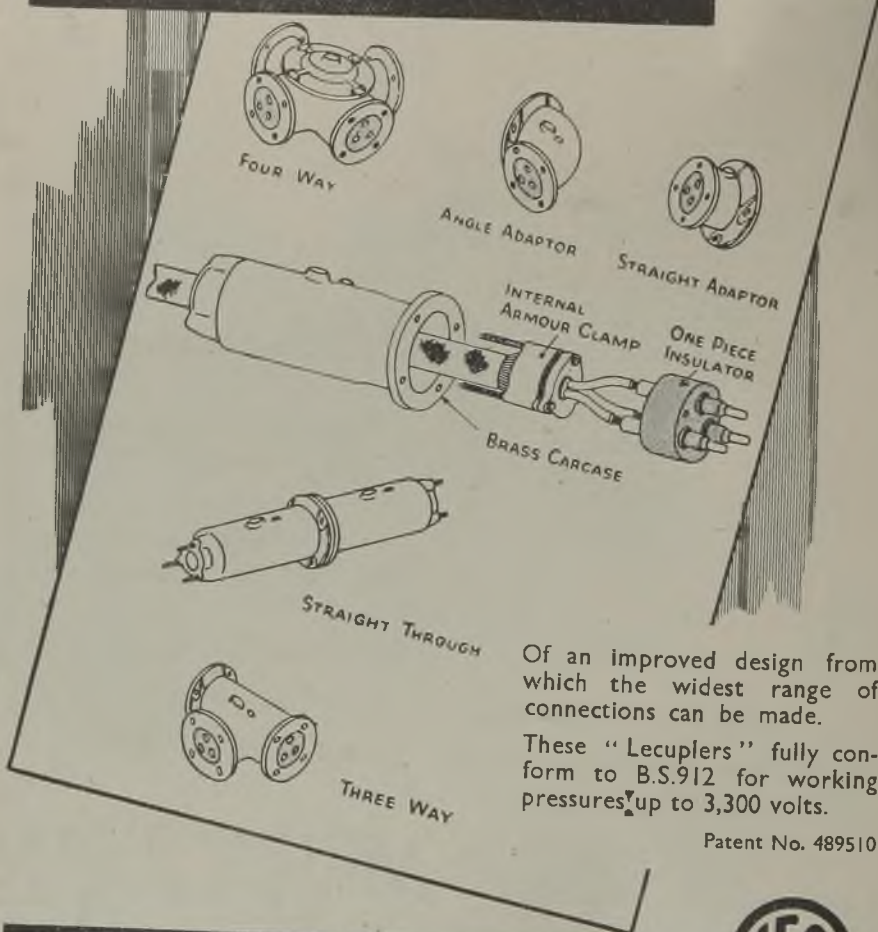 FOUR WAY
ANGLE ADAPTOR
STRAIGHT ADAPTOR
INTERNAL
ARMOUR CLAMP
ONE PIECE
INSULATOR
BRASS CARCASE
STRAIGHT THROUGH
THREE WAY
Of an improved design from
which the widest range of
connections can be made.
These "Lecuplers" fully con-
form to B.S.912 for working
pressures up to 3,300 volts.
Patent No. 489510